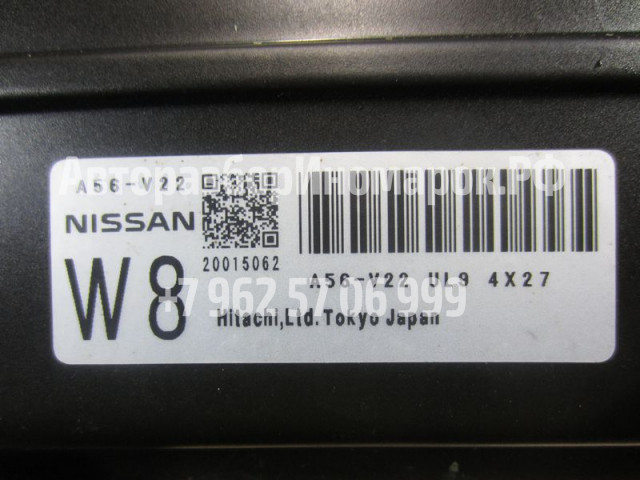 A56-V22
АвторазборИномарок.РФ
NISSAN
W8
20015062
A56-V22 UL9 4X27
+7 962 57 06 999
Hitachi,Ltd.Tokyo Japan